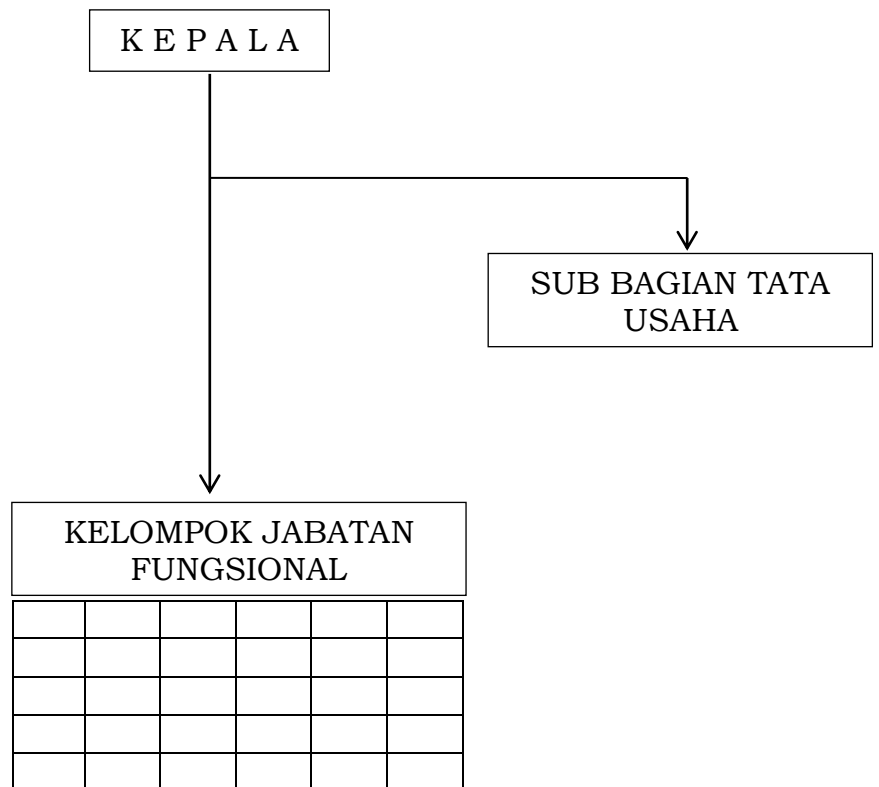 K E P A L A
SUB BAGIAN TATA
USAHA
KELOMPOK JABATAN
FUNGSIONAL